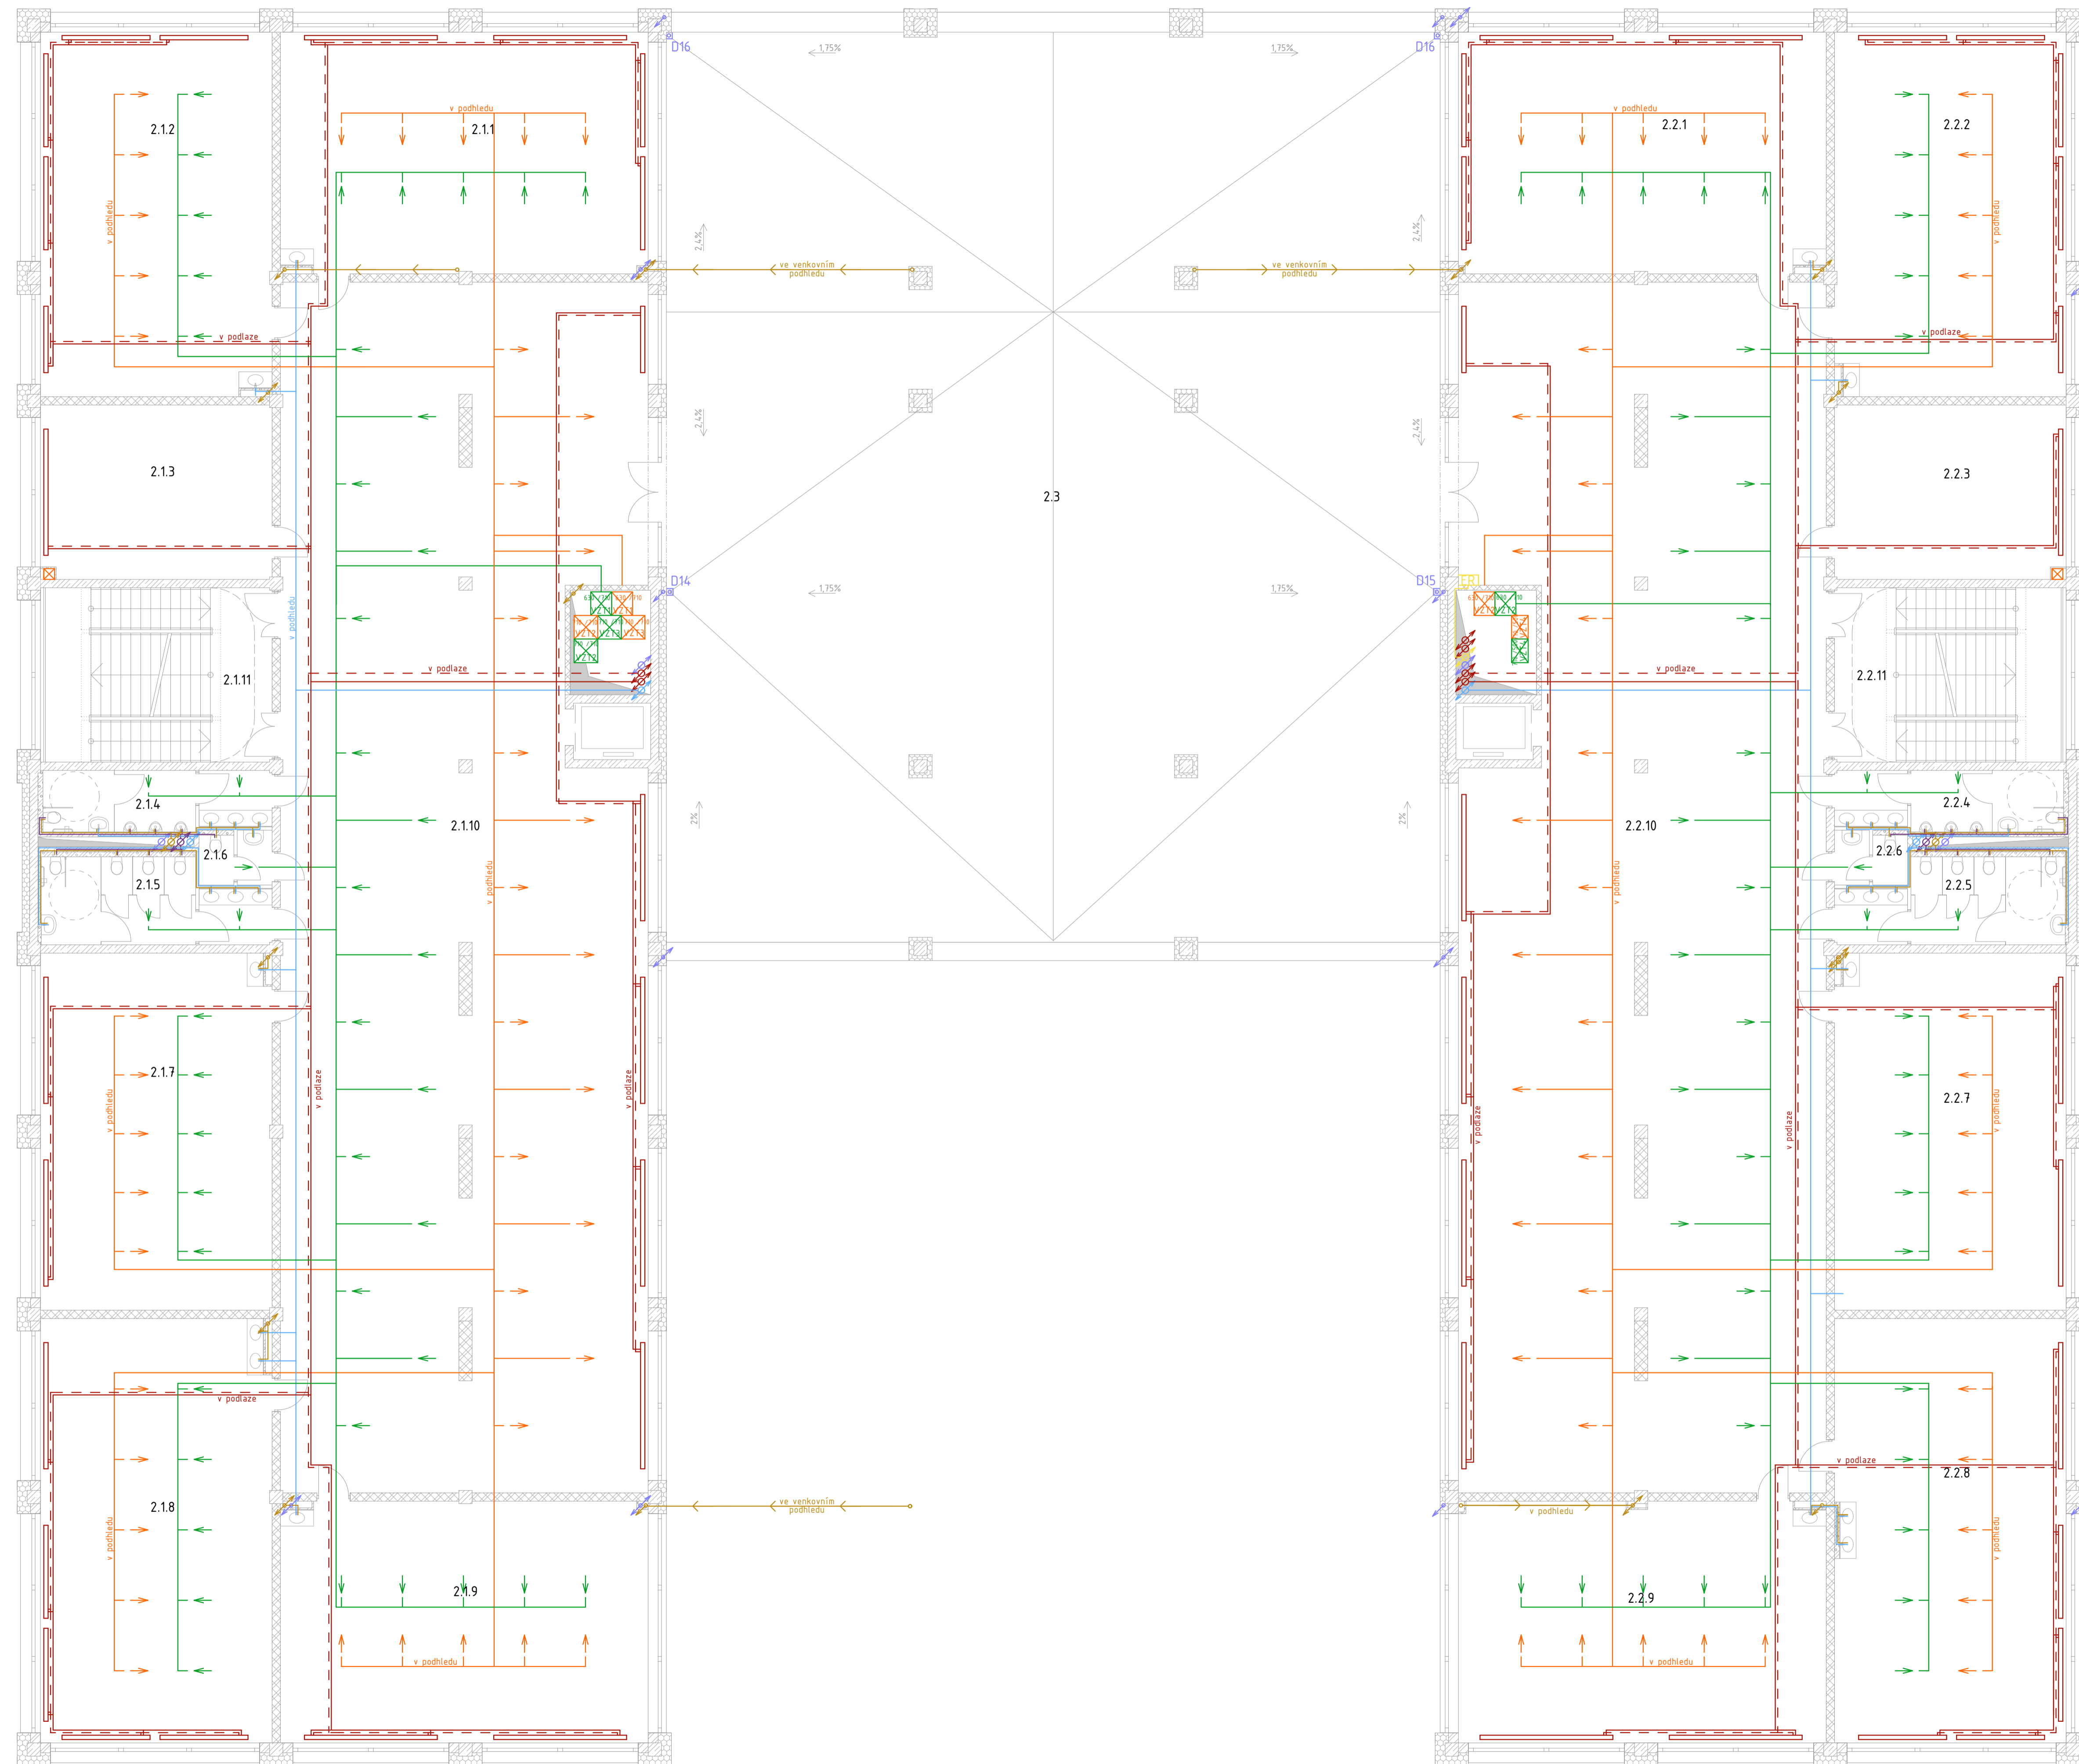 D16
1,75%
1,75%
D16
v podhledu
v podhledu
2.1.2
2.1.1
2.2.1
2.2.2
v podhledu
2,4%
2,4%
v podhledu
ve venkovním
podhledu
ve venkovním
podhledu
v podlaze
v podlaze
2,4%
2,4%
2.1.3
2.3
2.2.3
v podhledu
D14
1,75%
1,75%
D15
ER
VZT1
VZT1
VZT2
VZT3
VZT2
2.1.11
v podlaze
v podlaze
2.2.11
2.1.4
2%
2%
2.2.4
2.1.10
2.2.10
2.1.6
2.2.6
2.1.5
2.2.5
v podhledu
v podhledu
2.1.7
2.2.7
v podhledu
v podlaze
v podlaze
v podlaze
v podlaze
v podhledu
v podlaze
v podlaze
2.1.8
ve venkovním
podhledu
v podhledu
2.2.8
v podhledu
v podhledu
2.1.9
2.2.9
v podhledu
v podhledu